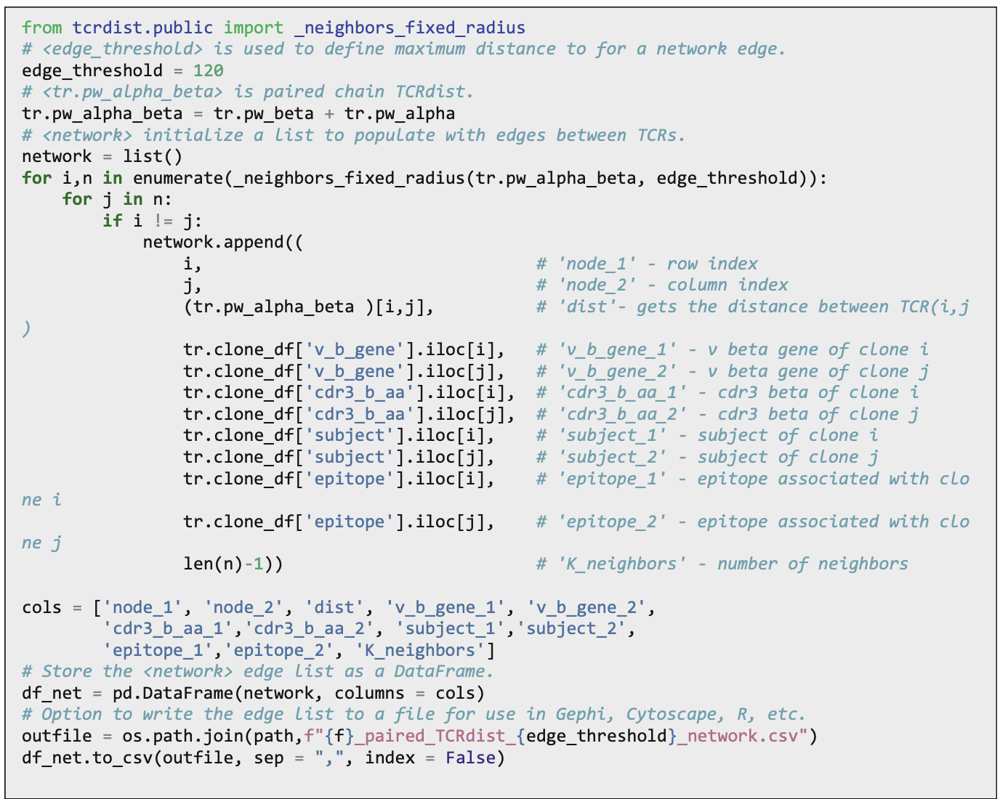 from tcrdist.public import _neighbors_fixed_radius
# <edge_threshold> is used to define maximum distance to for a network edge.
edge_threshold = 120
# <tr.pw_alpha_beta> is paired chain TCRdist.
tr.pw_alpha_beta = tr.pw_beta + tr.pw_alpha
# <network> initialize a list to populate with edges between TCRs.
network = list()
for i,n in enumerate(_neighbors_fixed_radius(tr.pw_alpha_beta, edge_threshold)):
    for j in n:
        if i != j:
            network.append((
                i,                                 # 'node_1' - row index
                j,                                 # 'node_2' - column index
                (tr.pw_alpha_beta )[i,j],          # 'dist'- gets the distance between TCR(i,j
)
                tr.clone_df['v_b_gene'].iloc[i],   # 'v_b_gene_1' - v beta gene of clone i
                tr.clone_df['v_b_gene'].iloc[j],   # 'v_b_gene_2' - v beta gene of clone j
                tr.clone_df['cdr3_b_aa'].iloc[i],  # 'cdr3_b_aa_1' - cdr3 beta of clone i
                tr.clone_df['cdr3_b_aa'].iloc[j],  # 'cdr3_b_aa_2' - cdr3 beta of clone j
                tr.clone_df['subject'].iloc[i],    # 'subject_1' - subject of clone i
                tr.clone_df['subject'].iloc[j],    # 'subject_2' - subject of clone j
                tr.clone_df['epitope'].iloc[i],    # 'epitope_1' - epitope associated with clo
ne i
                tr.clone_df['epitope'].iloc[j],    # 'epitope_2' - epitope associated with clo
ne j
                len(n)-1))                         # 'K_neighbors' - number of neighbors
cols = ['node_1', 'node_2', 'dist', 'v_b_gene_1', 'v_b_gene_2',
        'cdr3_b_aa_1','cdr3_b_aa_2', 'subject_1','subject_2',
        'epitope_1','epitope_2', 'K_neighbors']
# Store the <network> edge list as a DataFrame.
df_net = pd.DataFrame(network, columns = cols)
# Option to write the edge list to a file for use in Gephi, Cytoscape, R, etc.
outfile = os.path.join(path,f"{f}_paired_TCRdist_{edge_threshold}_network.csv")
df_net.to_csv(outfile, sep = ",", index = False)